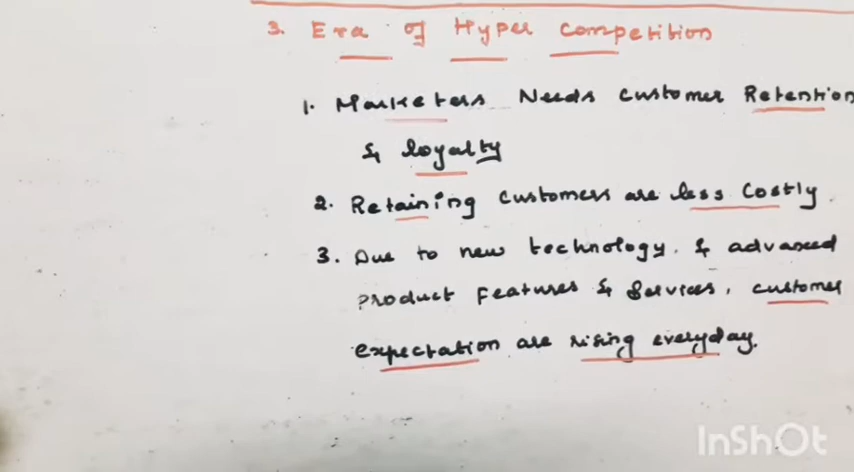 3. Era of Hyper Competition
1. Marketers Needs customer Retention
& loyalty
2. Retaining customers are less costly
3. Due to new technology. & advanced
product features & services, customer
expectation are rising everyday.
InShOt